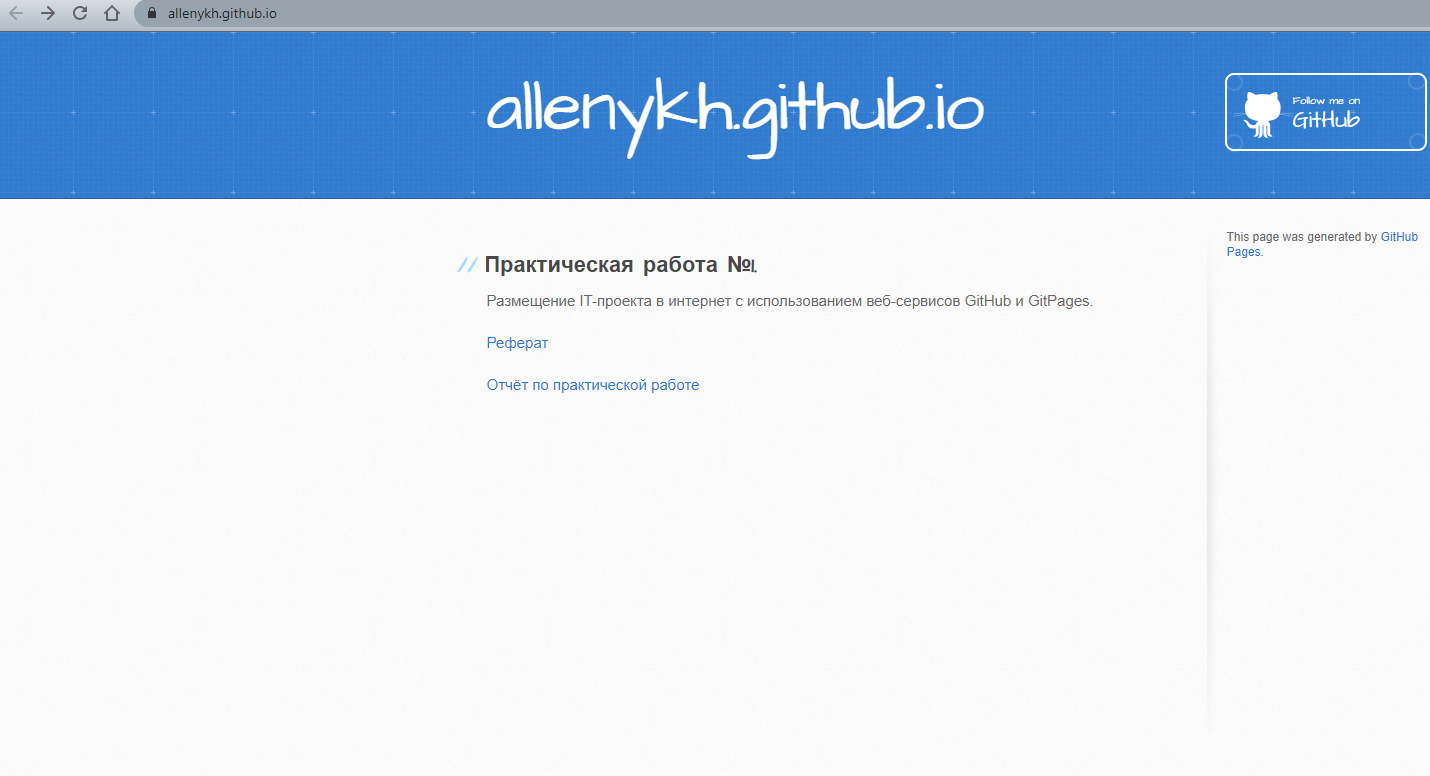 allenykh.github.io
allenykh.github.io
Follow me on
GitHub
This page was generated by GitHub
Pages.
// Практическая работа №1.
Размещение IT-проекта в интернет с использованием веб-сервисов GitHub и GitPages.
Реферат
Отчёт по практической работе